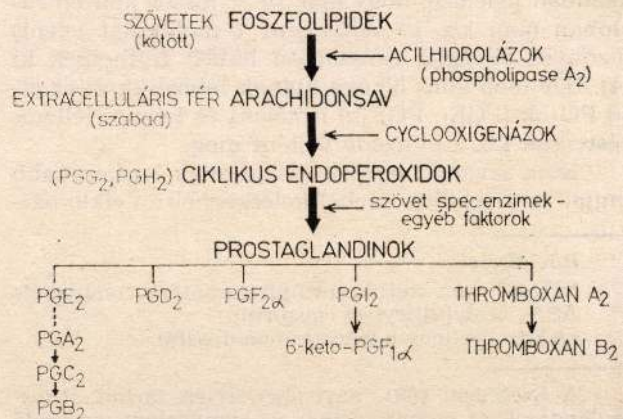 SZÖVETEK FOSZFOLIPIDEK
(kötött)
ACILHIDROLÁZOK
(phospholipase A₂)
EXTRACELLULÁRIS TÉR ARACHIDONSAV
(szabad)
CYCLOOXIGENÁZOK
(PGG₂, PGH₂) CIKLIKUS ENDOPEROXIDOK
szövet spec.enzimek-
egyéb faktorok
PROSTAGLANDINOK
PGE₂ PGD₂ PGF₂α PGI₂ THROMBOXAN A₂
PGA₂ 6-keto-PGF₁α THROMBOXAN B₂
PGC₂
PGB₂